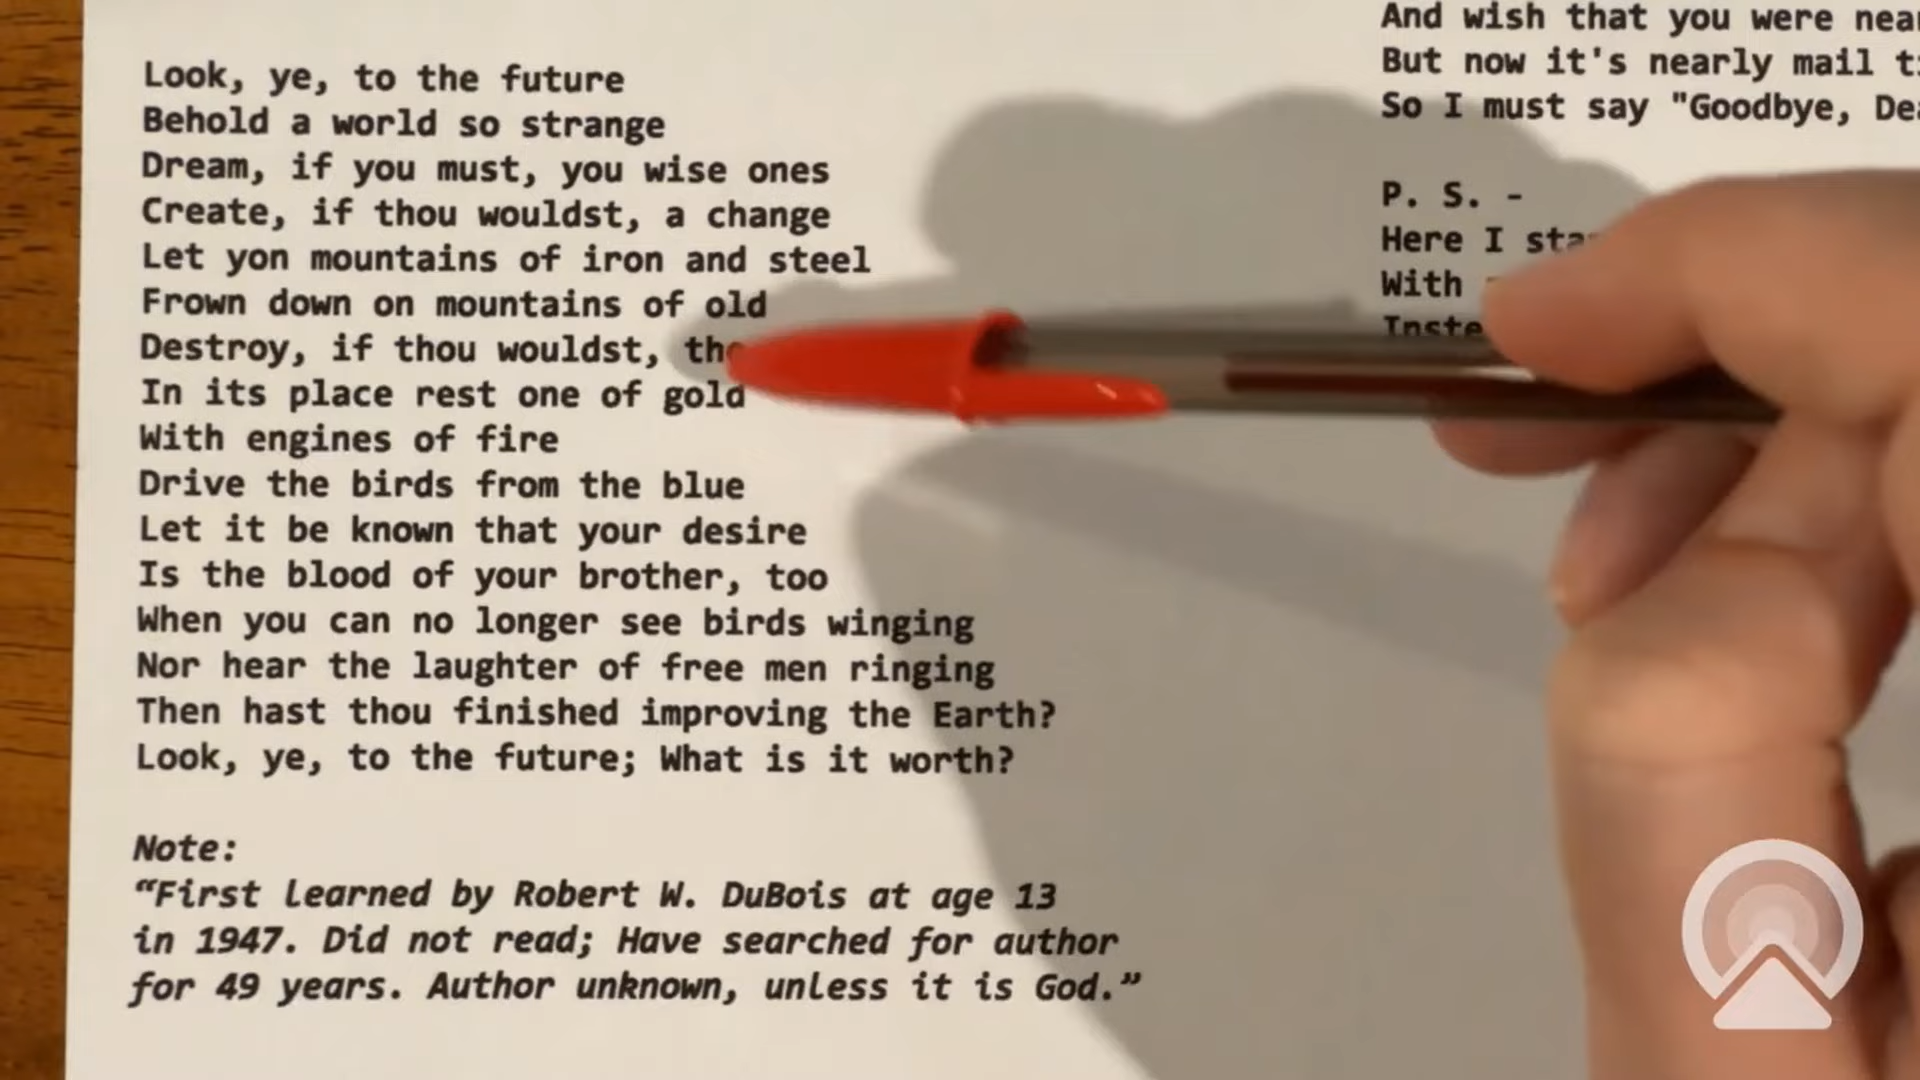 Look, ye, to the future
Behold a world so strange
Dream, if you must, you wise ones
Create, if thou wouldst, a change
Let yon mountains of iron and steel
Frown down on mountains of old
Destroy, if thou wouldst,
In its place rest one of gold
With engines of fire
Drive the birds from the blue
Let it be known that your desire
Is the blood of your brother, too
When you can no longer see birds winging
Nor hear the laughter of free men ringing
Then hast thou finished improving the Earth?
Look, ye, to the future; What is it worth?
Note:
“First learned by Robert W. DuBois at age 13
in 1947. Did not read; Have searched for author
for 49 years. Author unknown, unless it is God.”
And wish that you were
But now it's nearly mail
So I must say "Goodbye,
P. S. -
Here I
With